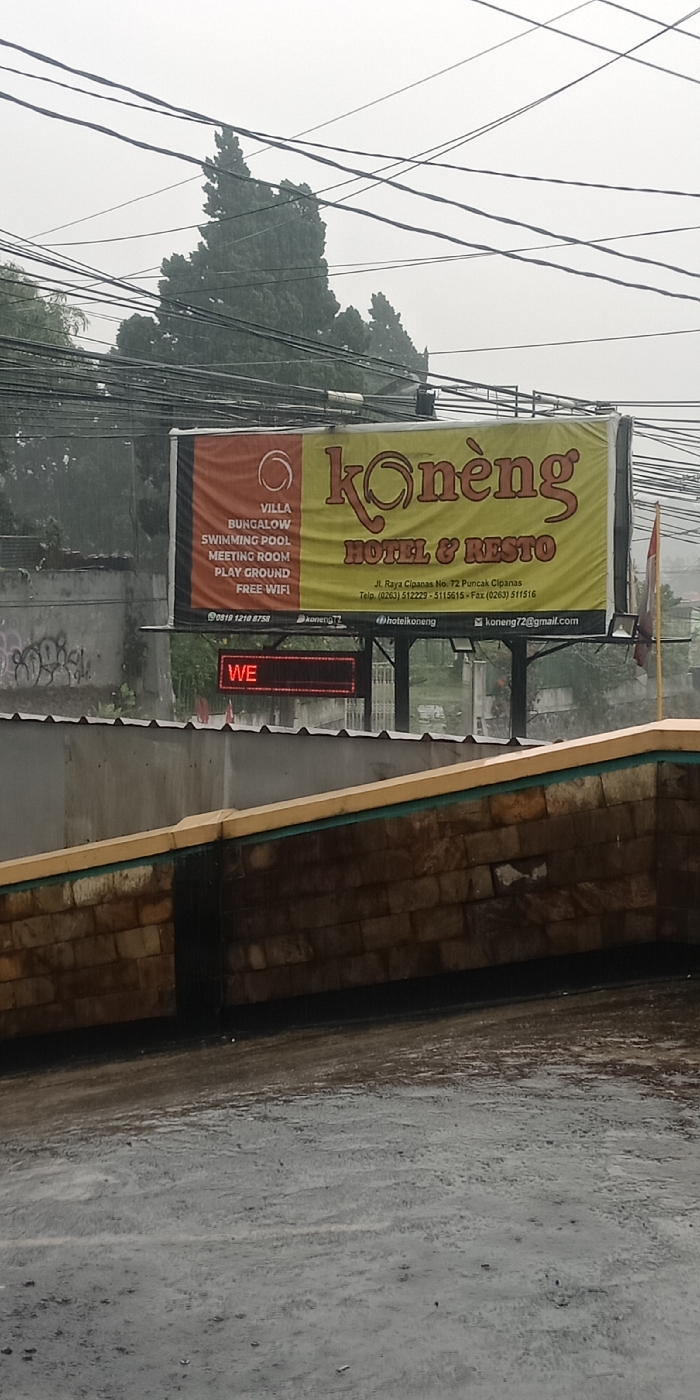 VILLA
BUNGALOW
SWIMMING POOL
MEETING ROOM
PLAY GROUND
FREE WIFI
konèng
HOTEL & RESTO
Jl. Raya Cipanas No. 72 Puncak Cipanas
Telp. (0263) 512229 - 5115615 - Fax (0263) 511516
0819 1210 8758 koneng72 hotelkoneng koneng72@gmail.com
WE